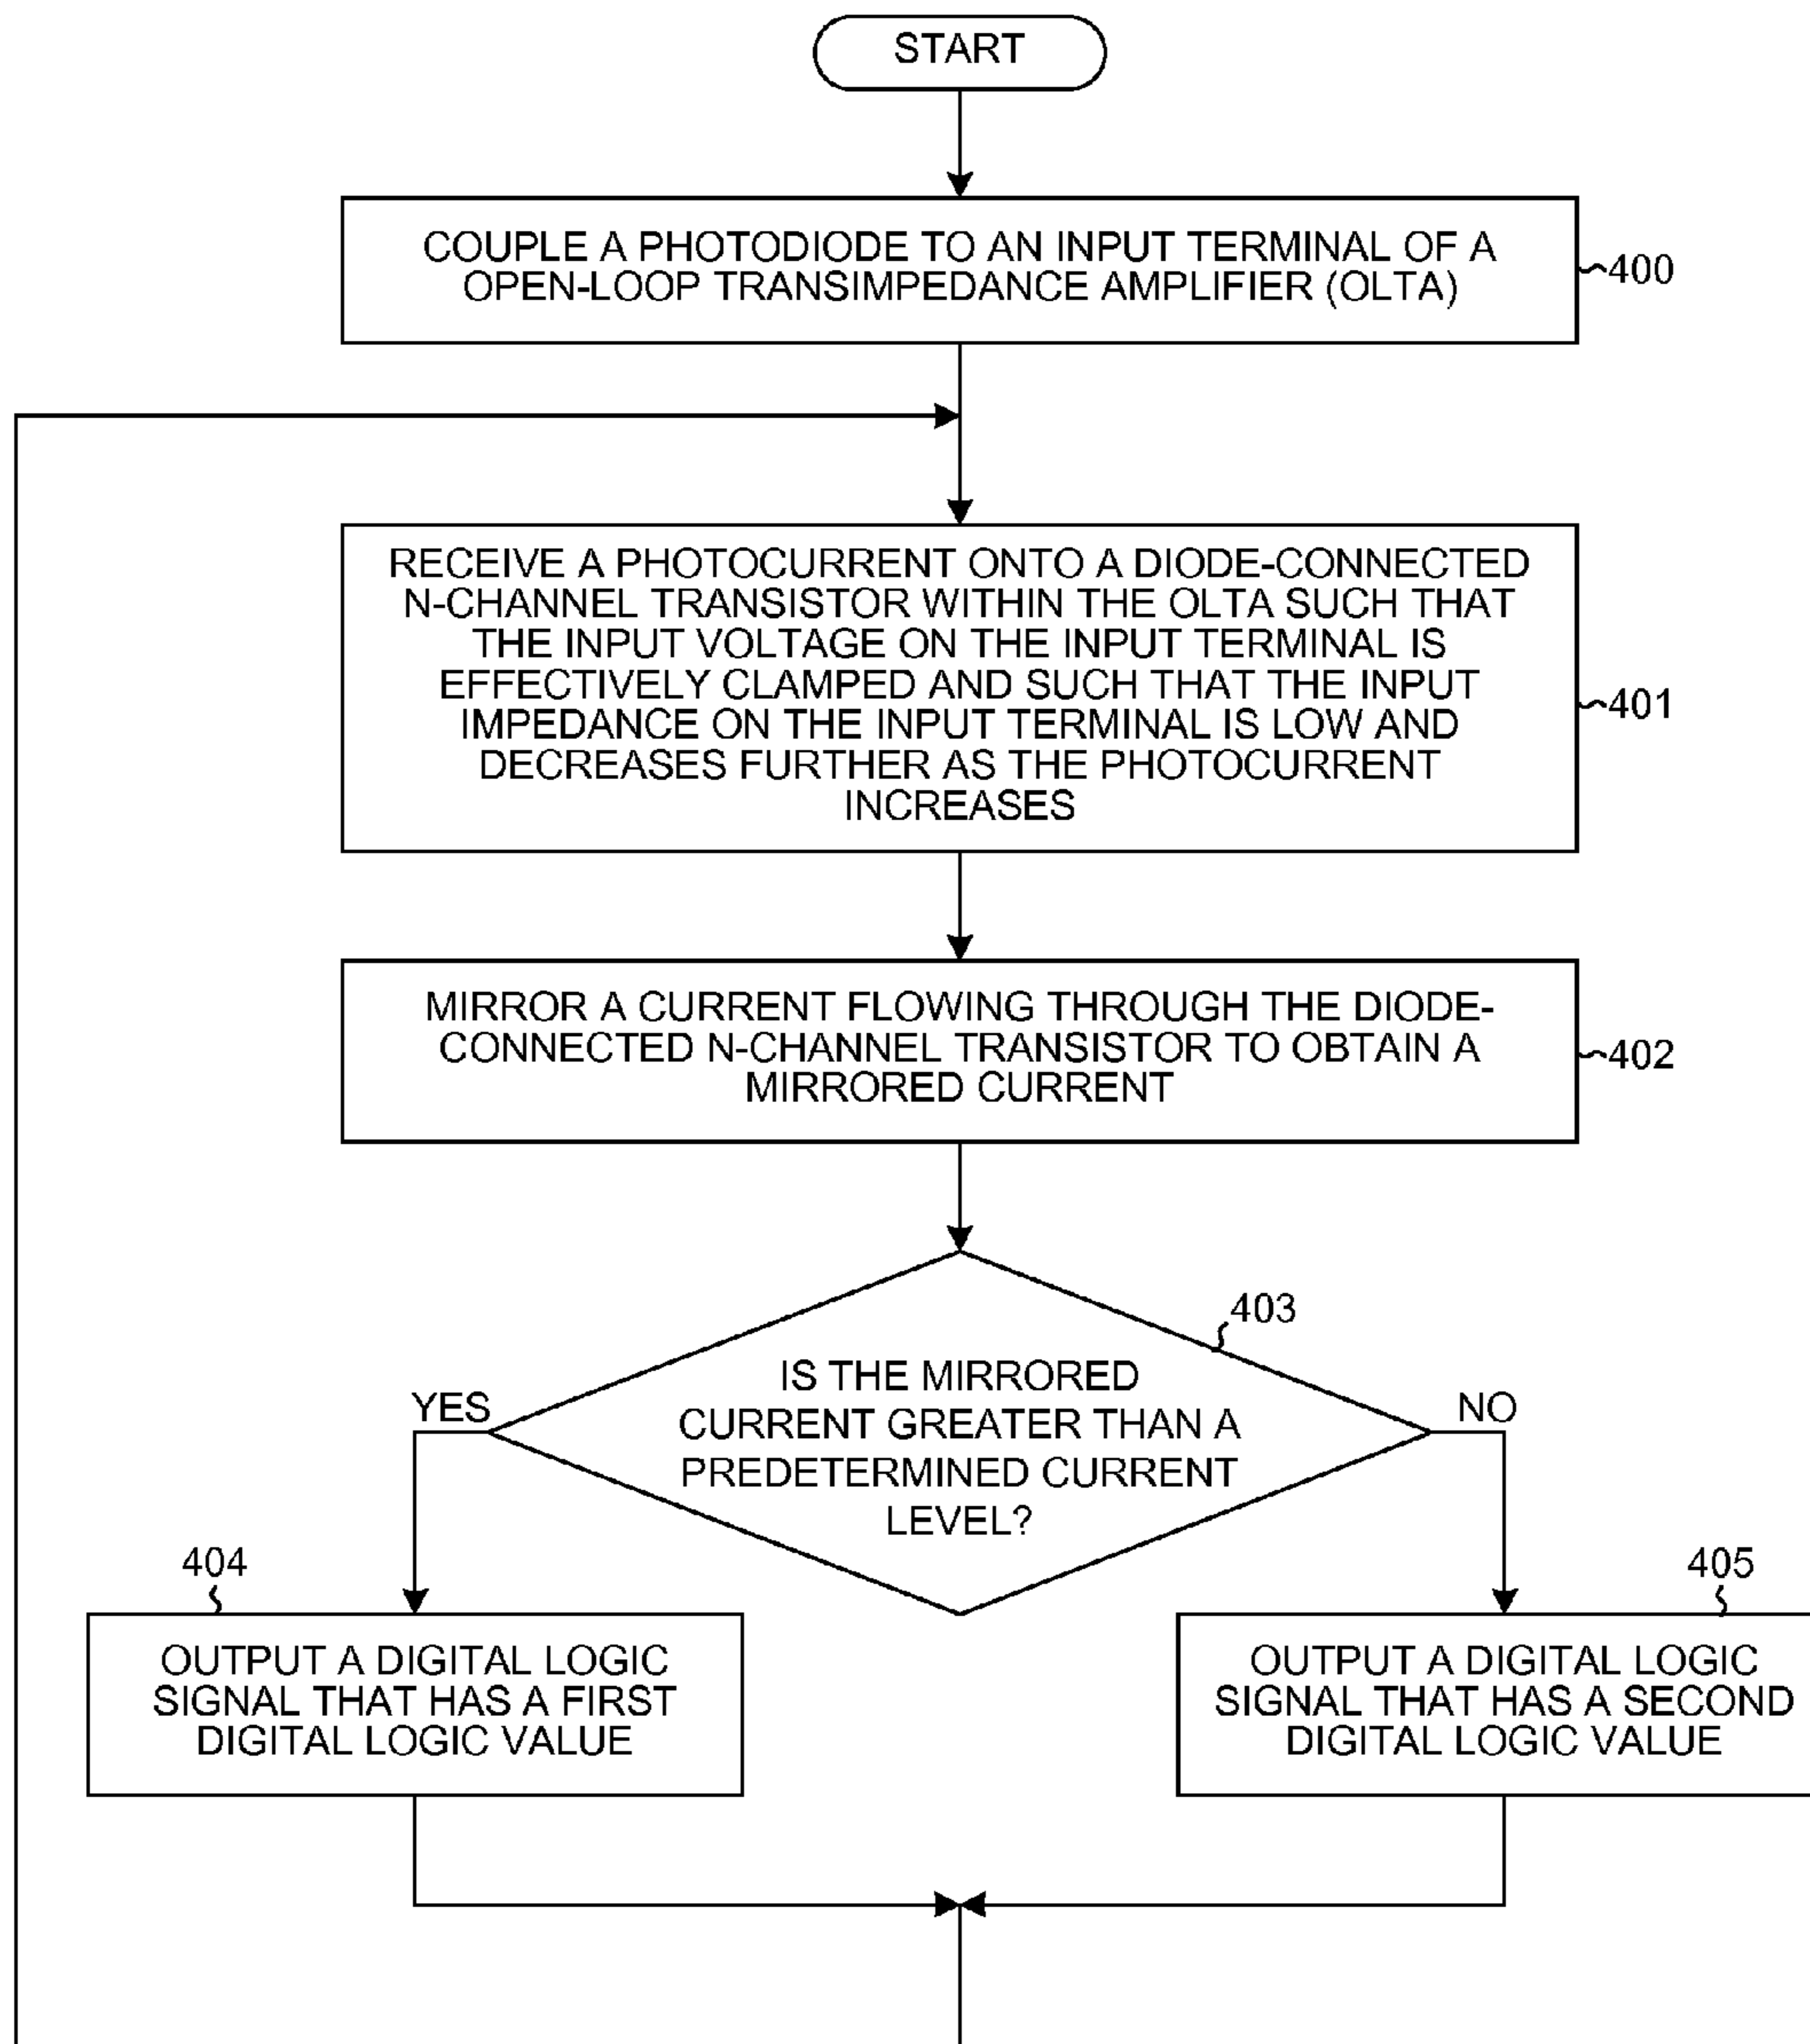 START
COUPLE A PHOTODIODE TO AN INPUT TERMINAL OF A
OPEN-LOOP TRANSIMPEDANCE AMPLIFIER (OLTA)
400
RECEIVE A PHOTOCURRENT ONTO A DIODE-CONNECTED
N-CHANNEL TRANSISTOR WITHIN THE OLTA SUCH THAT
THE INPUT VOLTAGE ON THE INPUT TERMINAL IS
EFFECTIVELY CLAMPED AND SUCH THAT THE INPUT
IMPEDANCE ON THE INPUT TERMINAL IS LOW AND
DECREASES FURTHER AS THE PHOTOCURRENT
INCREASES
401
MIRROR A CURRENT FLOWING THROUGH THE DIODE-
CONNECTED N-CHANNEL TRANSISTOR TO OBTAIN A
MIRRORED CURRENT
402
403
IS THE MIRRORED
CURRENT GREATER THAN A
PREDETERMINED CURRENT
LEVEL?
YES
NO
404
OUTPUT A DIGITAL LOGIC
SIGNAL THAT HAS A FIRST
DIGITAL LOGIC VALUE
405
OUTPUT A DIGITAL LOGIC
SIGNAL THAT HAS A SECOND
DIGITAL LOGIC VALUE